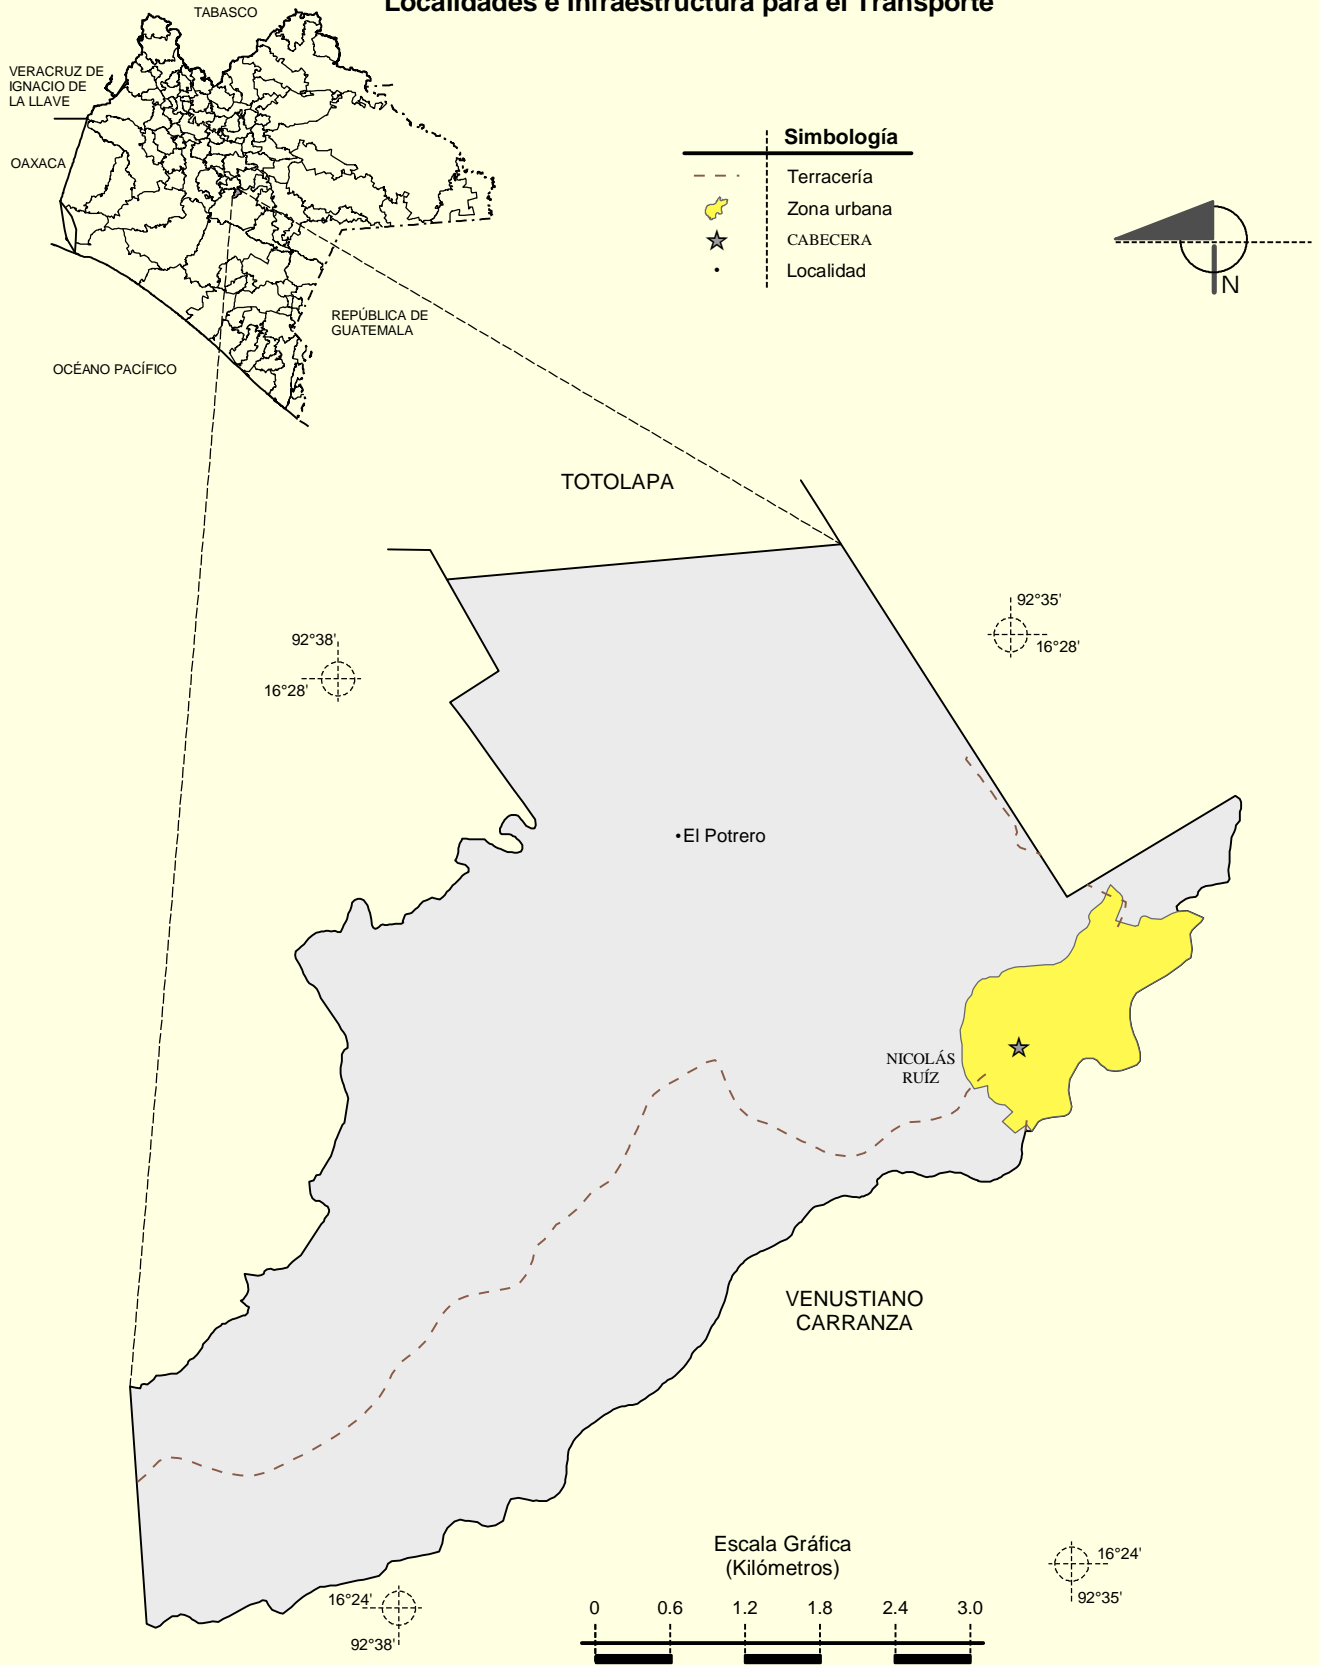 Localidades e Infraestructura para el Transporte
TABASCO
VERACRUZ DE
IGNACIO DE
LA LLAVE
OAXACA
REPÚBLICA DE
GUATEMALA
OCÉANO PACÍFICO
Simbología
Terracería
Zona urbana
CABECERA
Localidad
N
TOTOLAPA
92°35'
16°28'
92°38'
16°28'
El Potrero
NICOLÁS
RUÍZ
VENUSTIANO
CARRANZA
Escala Gráfica
(Kilómetros)
0 0.6 1.2 1.8 2.4 3.0
16°24'
92°35'
16°24'
92°38'